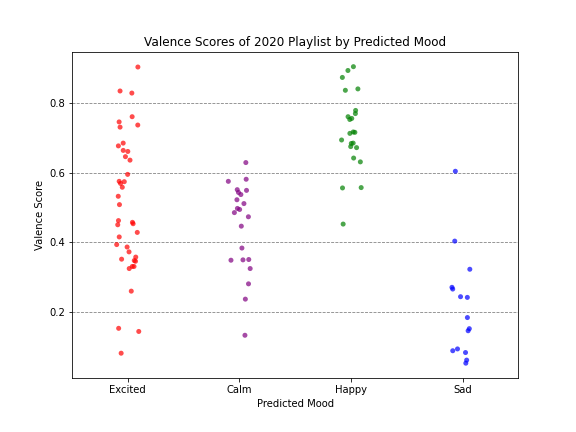 Valence Scores of 2020 Playlist by Predicted Mood
Valence Score
0.8
0.6
0.4
0.2
Excited Calm Happy Sad
Predicted Mood